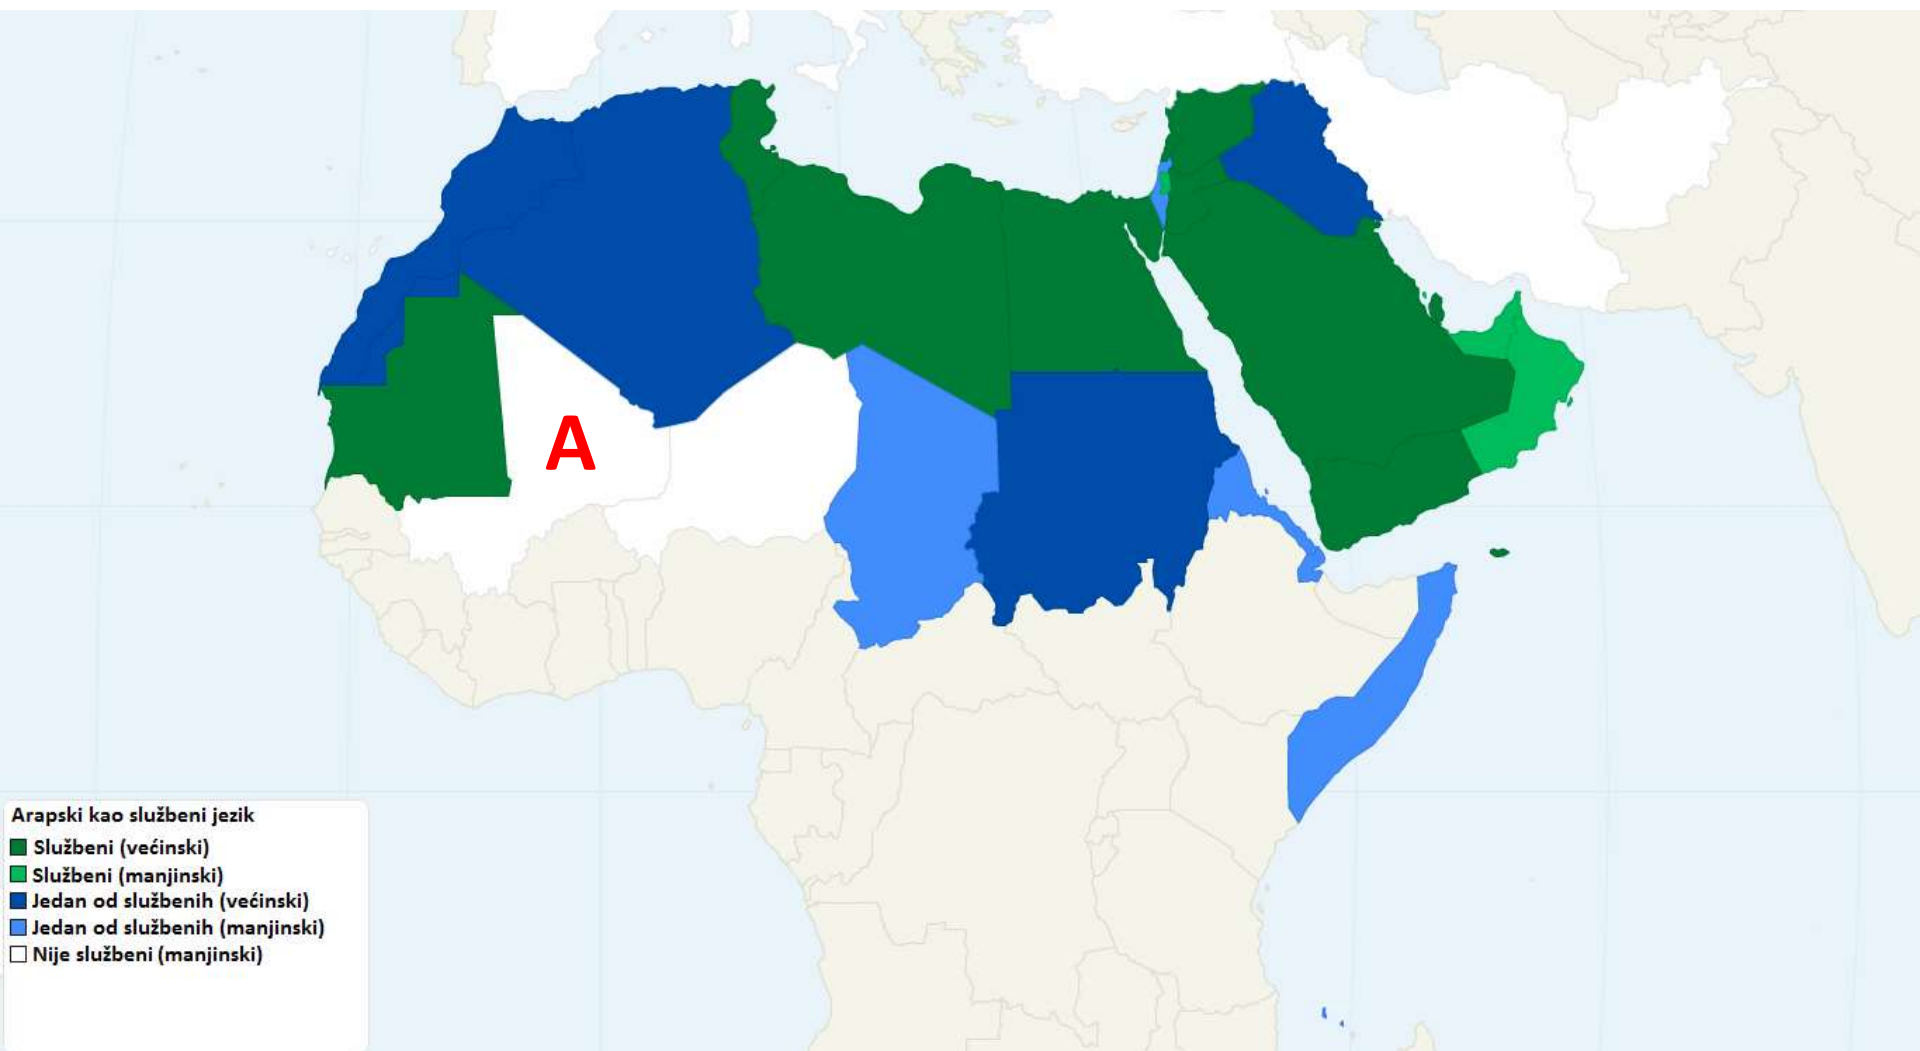 A
Arapski kao službeni jezik
Službeni (većinski)
Službeni (manjinski)
Jedan od službenih (većinski)
Jedan od službenih (manjinski)
Nije službeni (manjinski)